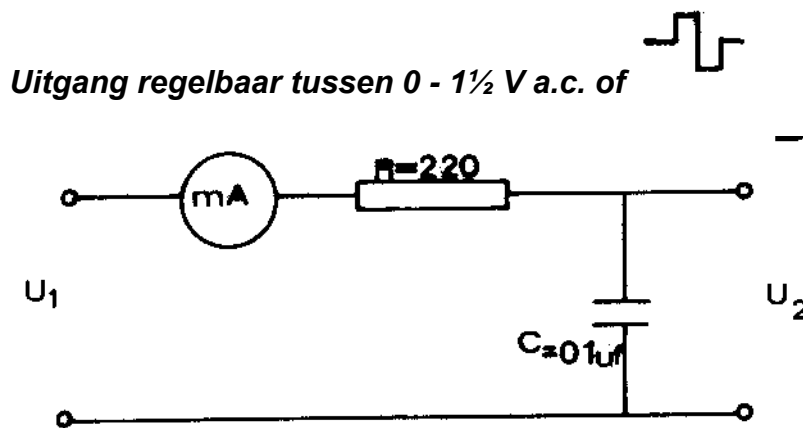 Uitgang regelbaar tussen 0 - 1½ V a.c. of
R=220
mA
U1
U2
C=01uf